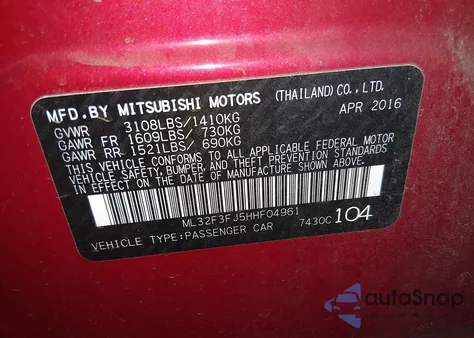 MFD.BY MITSUBISHI MOTORS (THAILAND) CO., LTD.
GVWR 3108LBS/1410KG APR 2016
GAWR FR 1609LBS/ 730KG
GAWR RR 1521LBS/ 690KG
THIS VEHICLE CONFORMS TO ALL APPLICABLE FEDERAL MOTOR
VEHICLE SAFETY, BUMPER, AND THEFT PREVENTION STANDARDS
IN EFFECT ON THE DATE OF MANUFACTURE SHOWN ABOVE.
ML32F3FJ5HHF04961
VEHICLE TYPE:PASSENGER CAR 7430C 104
autoSnap